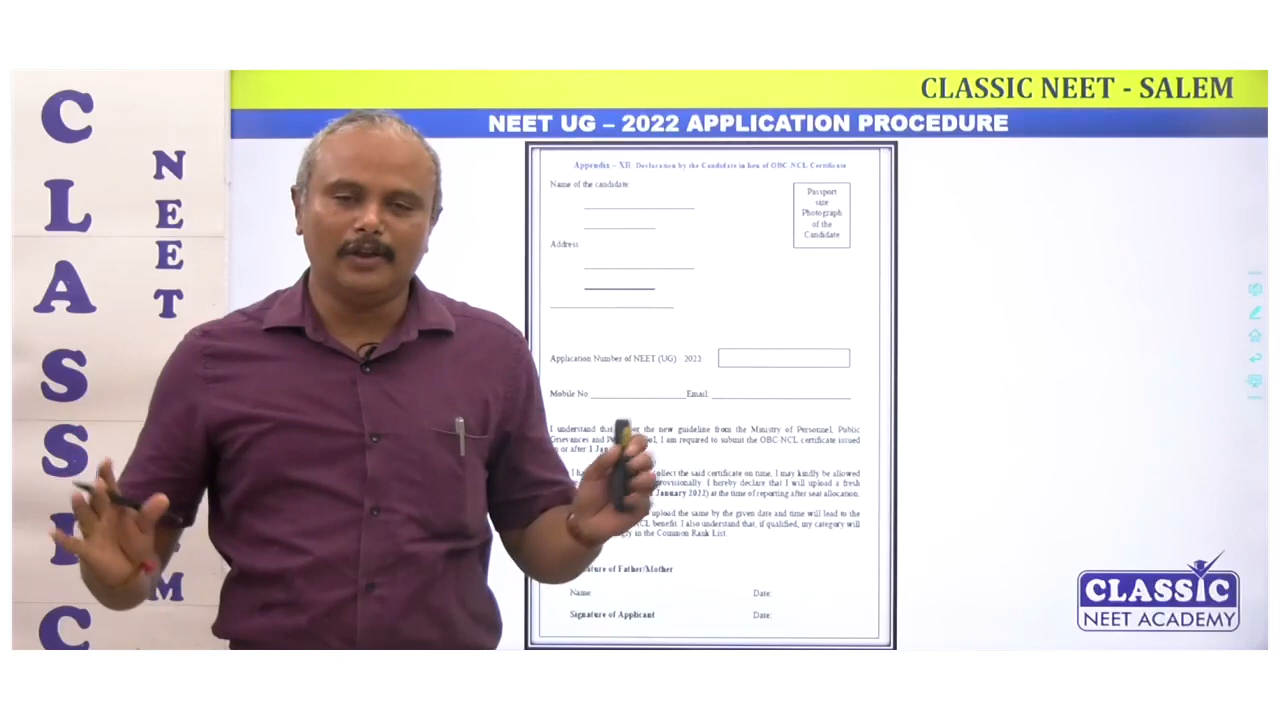 CLASSIC
NEET
M
CLASSIC NEET - SALEM
NEET UG – 2022 APPLICATION PROCEDURE
Appendix – XII: Declaration by the Candidate in lieu of OBC-NCL Certificate
Name of the candidate
Passport
size
Photograph
of the
Candidate
Address
Application Number of NEET (UG) - 2022
Mobile No
Email:
I understand that the new guideline from the Ministry of Personnel, Public
Grievances and I am required to submit the OBC-NCL certificate issued
or after 1
I collect the said certificate on time, I may kindly be allowed
provisionally. I hereby declare that I will upload a fresh
January 2022) at the time of reporting after seat allocation.
upload the same by the given date and time will lead to the
benefit. I also understand that, if qualified, my category will
in the Common Rank List.
of Father/Mother
Name:
Date:
Signature of Applicant
Date:
CLASSIC
NEET ACADEMY